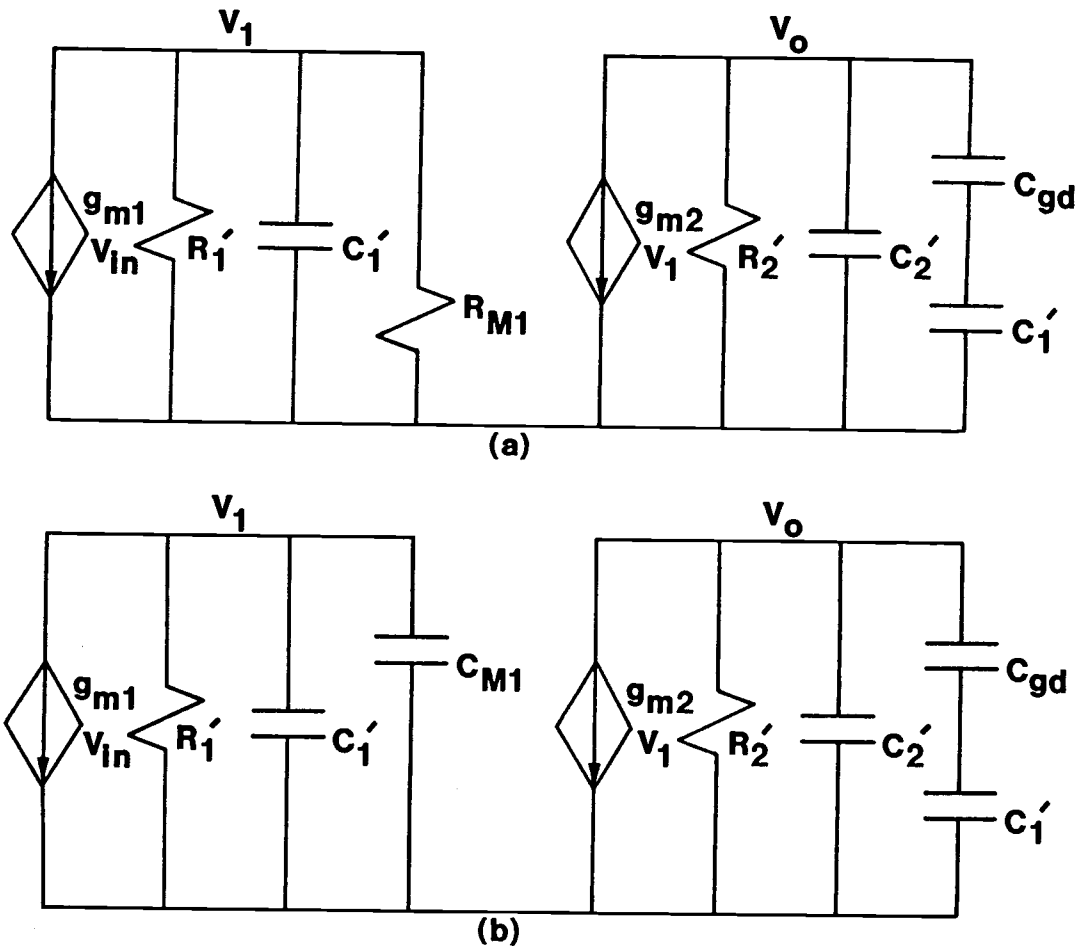 V1
Vo
gm1
Vin
R1′
C1′
RM1
gm2
V1
R2′
C2′
Cgd
C1′
(a)
V1
Vo
gm1
Vin
R1′
C1′
CM1
gm2
V1
R2′
C2′
Cgd
C1′
(b)